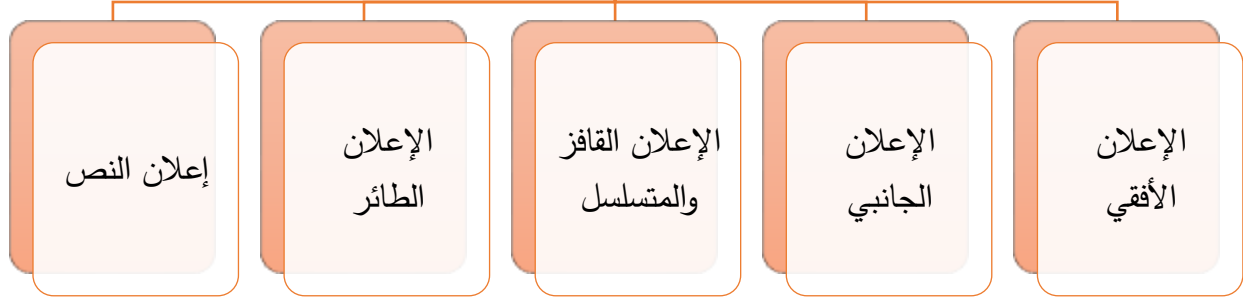 الإعلان
الأفقي
الإعلان
الجانبي
الإعلان القافز
والمتسلسل
الإعلان
الطائر
إعلان النص